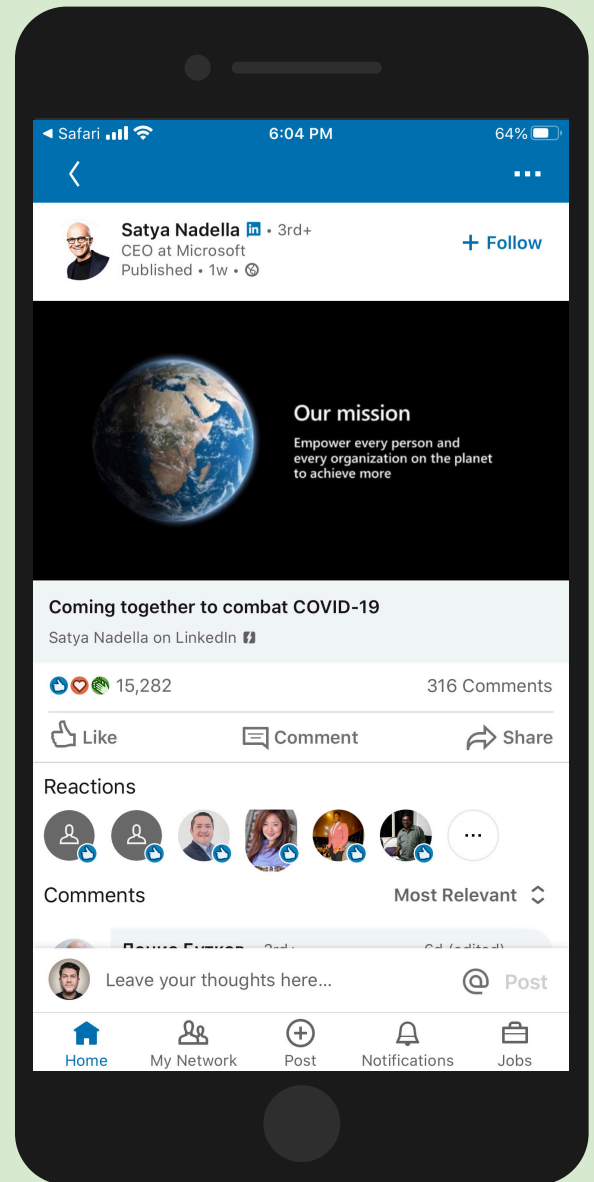 ◀ Safari
6:04 PM
64%
Satya Nadella in • 3rd+
CEO at Microsoft
Published • 1w •
+ Follow
Our mission
Empower every person and
every organization on the planet
to achieve more
Coming together to combat COVID-19
Satya Nadella on LinkedIn
15,282
316 Comments
Like
Comment
Share
Reactions
...
Comments
Most Relevant
Leave your thoughts here...
@ Post
Home
My Network
Post
Notifications
Jobs